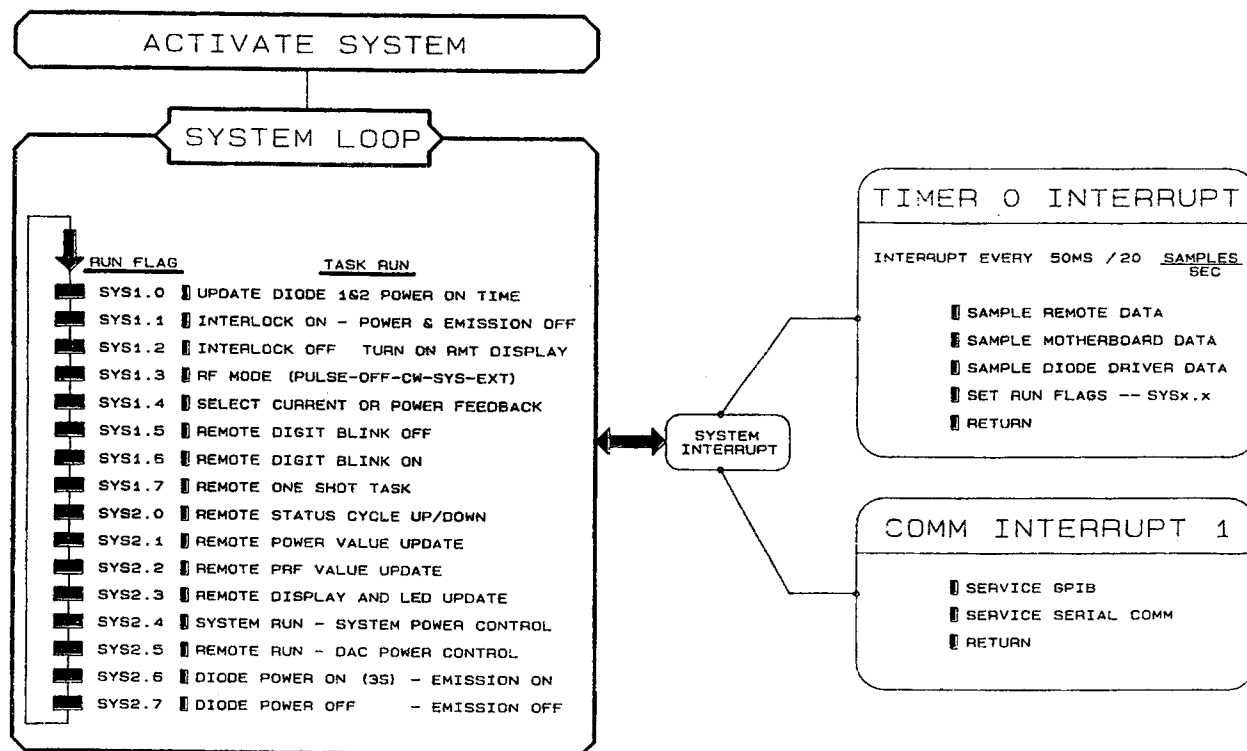 ACTIVATE SYSTEM
SYSTEM LOOP
RUN FLAG TASK RUN
SYS1.0 UPDATE DIODE 1&2 POWER ON TIME
SYS1.1 INTERLOCK ON - POWER & EMISSION OFF
SYS1.2 INTERLOCK OFF TURN ON RMT DISPLAY
SYS1.3 RF MODE (PULSE-OFF-CW-SYS-EXT)
SYS1.4 SELECT CURRENT OR POWER FEEDBACK
SYS1.5 REMOTE DIGIT BLINK OFF
SYS1.6 REMOTE DIGIT BLINK ON
SYS1.7 REMOTE ONE SHOT TASK
SYS2.0 REMOTE STATUS CYCLE UP/DOWN
SYS2.1 REMOTE POWER VALUE UPDATE
SYS2.2 REMOTE PRF VALUE UPDATE
SYS2.3 REMOTE DISPLAY AND LED UPDATE
SYS2.4 SYSTEM RUN - SYSTEM POWER CONTROL
SYS2.5 REMOTE RUN - DAC POWER CONTROL
SYS2.6 DIODE POWER ON (3S) - EMISSION ON
SYS2.7 DIODE POWER OFF - EMISSION OFF
SYSTEM
INTERRUPT
TIMER 0 INTERRUPT
INTERRUPT EVERY 50MS /20 SAMPLES
SEC
SAMPLE REMOTE DATA
SAMPLE MOTHERBOARD DATA
SAMPLE DIODE DRIVER DATA
SET RUN FLAGS -- SYSx.x
RETURN
COMM INTERRUPT 1
SERVICE GPIB
SERVICE SERIAL COMM
RETURN